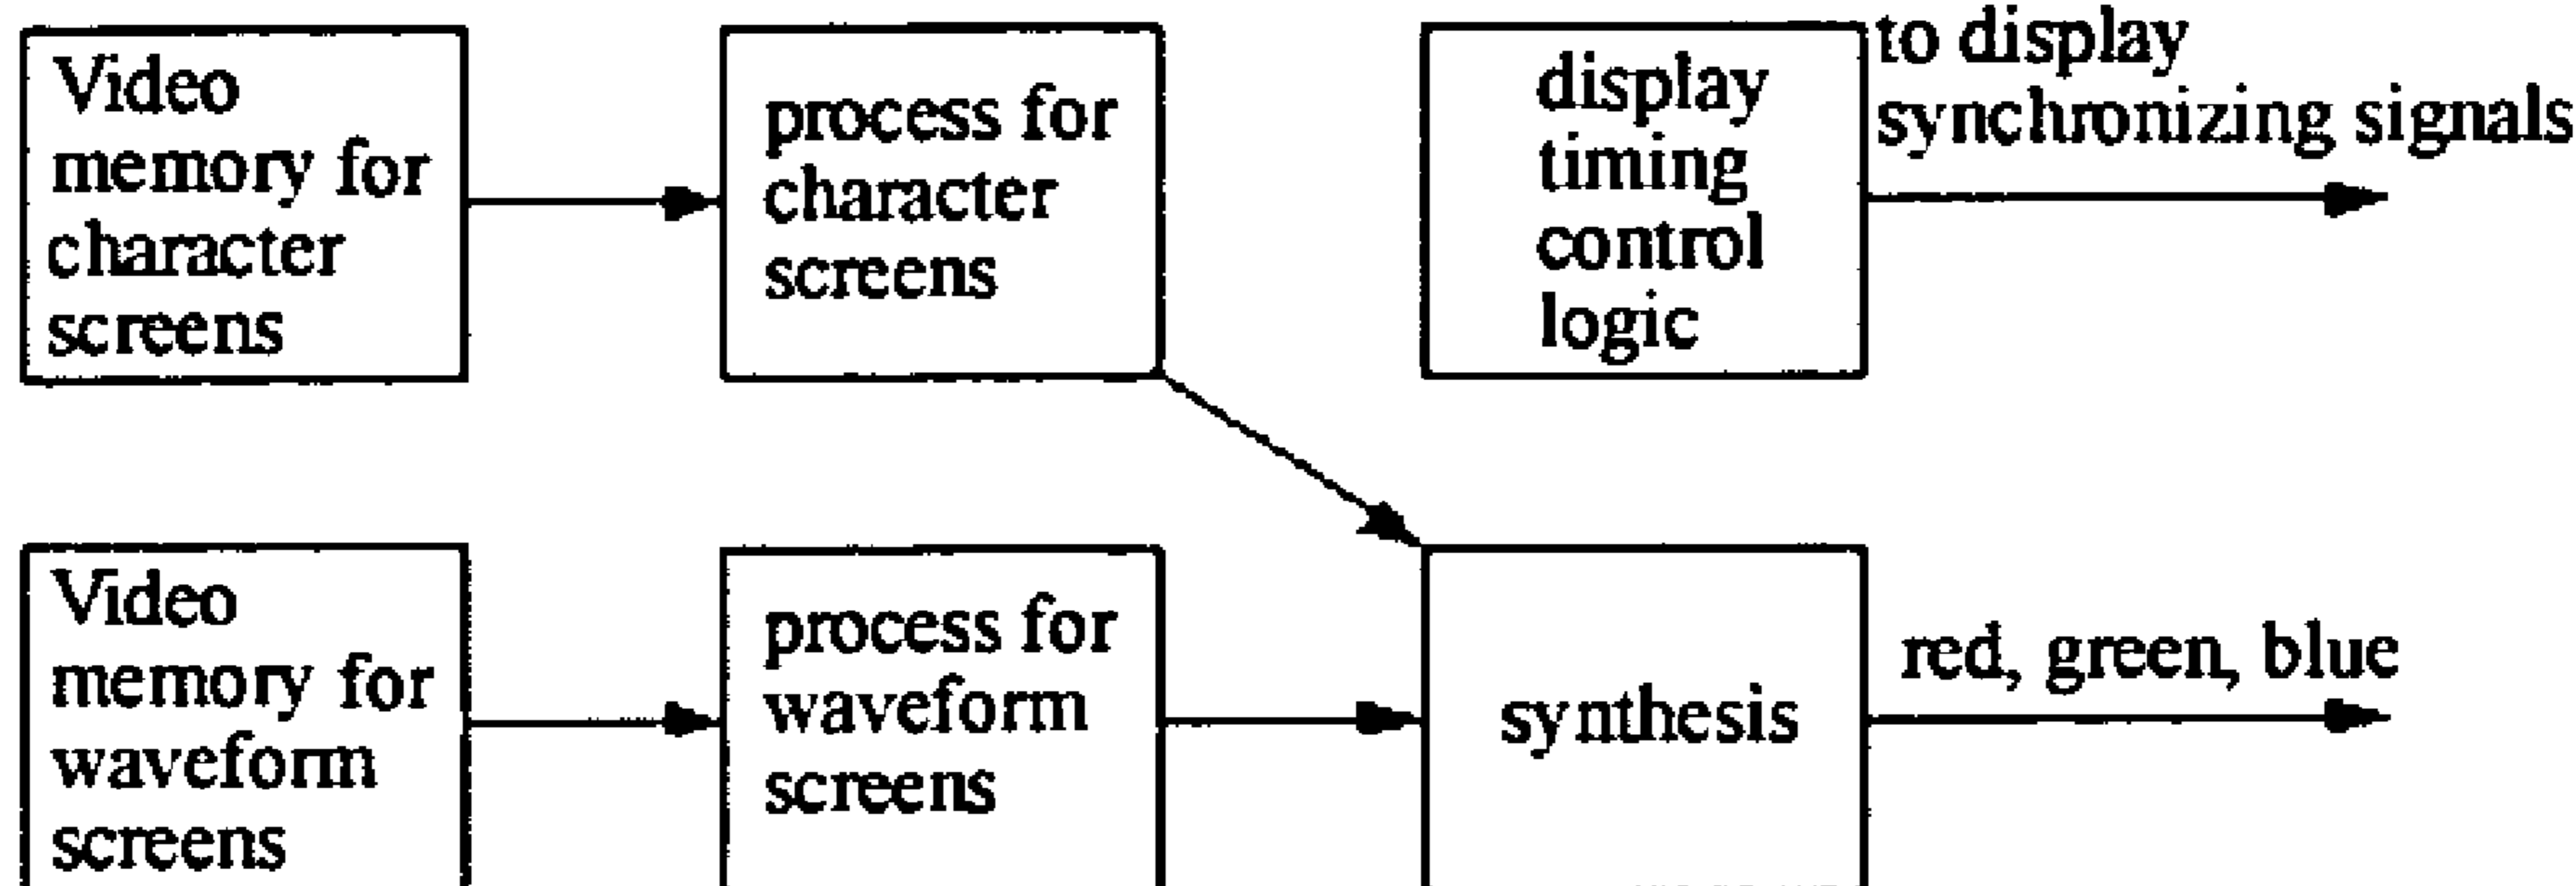 Video
memory for
character
screens
process for
character
screens
display
timing
control
logic
to display
synchronizing signals
Video
memory for
waveform
screens
process for
waveform
screens
synthesis
red, green, blue